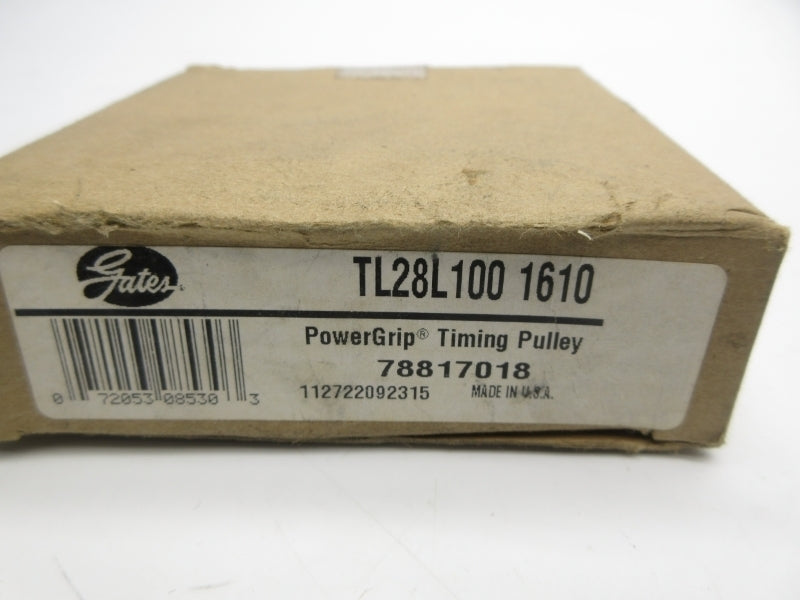 Gates
TL28L100 1610
PowerGrip® Timing Pulley
78817018
112722092315 MADE IN U.S.A.
0 72053 08530 3